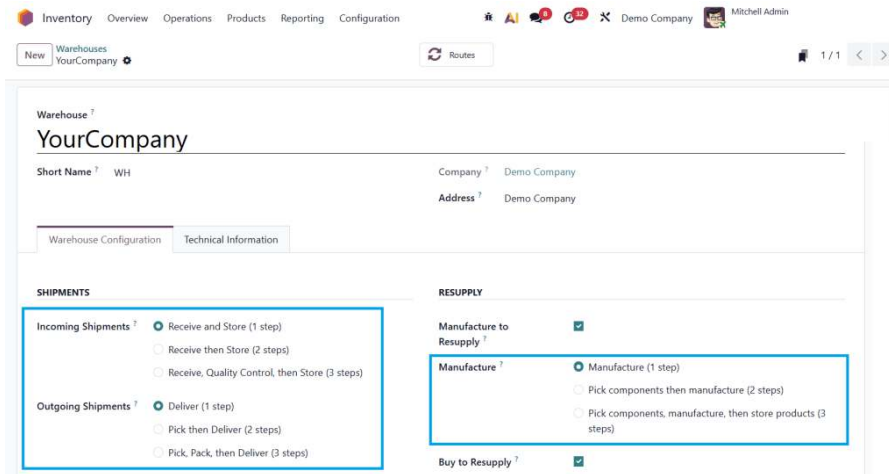 Inventory Overview Operations Products Reporting Configuration AI 8 32 Demo Company Mitchell Admin
New Warehouses
YourCompany
Routes
1 / 1
Warehouse ?
YourCompany
Short Name ? WH
Company ? Demo Company
Address ? Demo Company
Warehouse Configuration Technical Information
SHIPMENTS
Incoming Shipments ? Receive and Store (1 step)
Receive then Store (2 steps)
Receive, Quality Control, then Store (3 steps)
Outgoing Shipments ? Deliver (1 step)
Pick then Deliver (2 steps)
Pick, Pack, then Deliver (3 steps)
RESUPPLY
Manufacture to
Resupply ?
Manufacture ? Manufacture (1 step)
Pick components then manufacture (2 steps)
Pick components, manufacture, then store products (3
steps)
Buy to Resupply ?